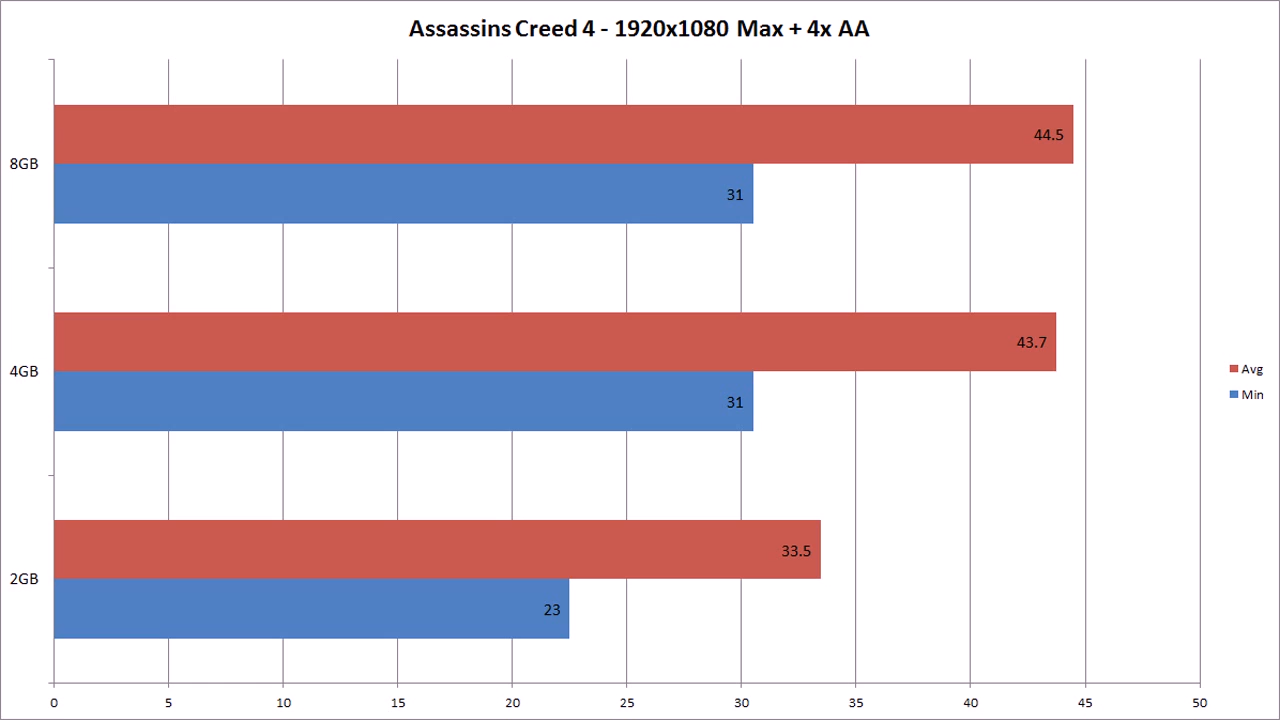 Assassins Creed 4 - 1920x1080 Max + 4x AA
8GB
44.5
31
4GB
43.7
31
2GB
33.5
23
Avg
Min
0 5 10 15 20 25 30 35 40 45 50